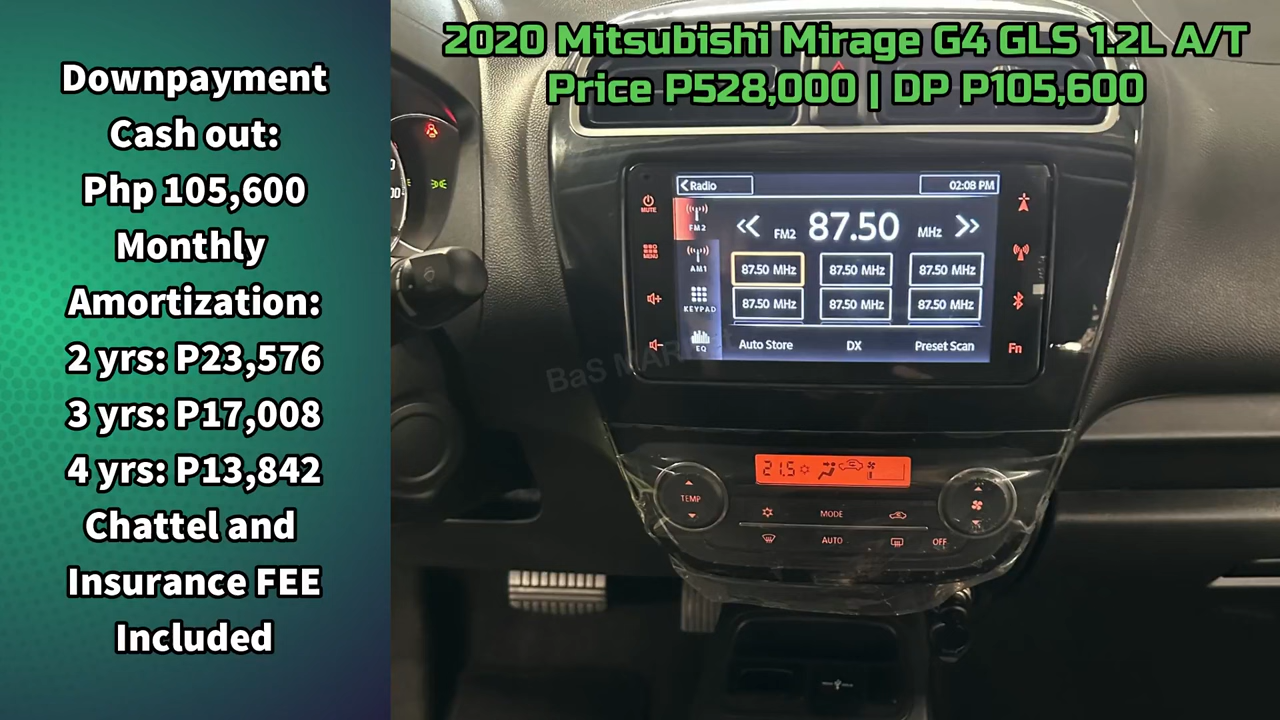 Downpayment
Cash out:
Php 105,600
Monthly
Amortization:
2 yrs: P23,576
3 yrs: P17,008
4 yrs: P13,842
Chattel and
Insurance FEE
Included
2020 Mitsubishi Mirage G4 GLS 1.2L A/T
Price P528,000 | DP P105,600
Radio
02:08 PM
MUTE
FM2
FM2 87.50 MHz
MENU
AM1
87.50 MHz 87.50 MHz 87.50 MHz
KEYPAD
87.50 MHz 87.50 MHz 87.50 MHz
EQ
Auto Store DX Preset Scan
Fn
21.5
TEMP
MODE
AUTO
OFF